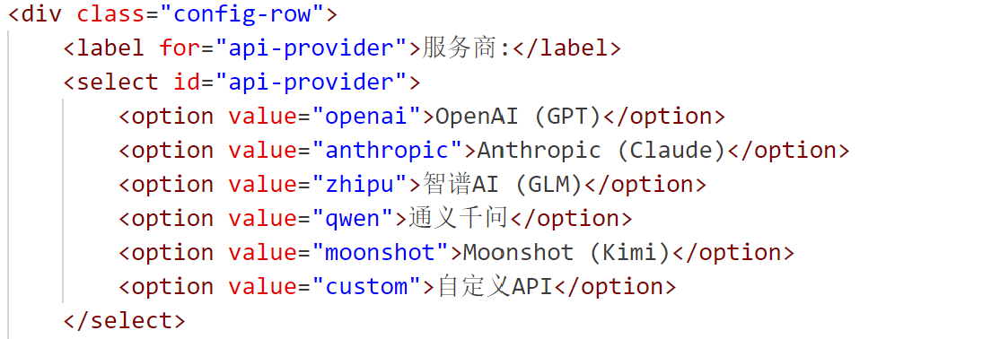 <div class="config-row">
<label for="api-provider">服务商:</label>
<select id="api-provider">
<option value="openai">OpenAI (GPT)</option>
<option value="anthropic">Anthropic (Claude)</option>
<option value="zhipu">智谱AI (GLM)</option>
<option value="qwen">通义千问</option>
<option value="moonshot">Moonshot (Kimi)</option>
<option value="custom">自定义API</option>
</select>